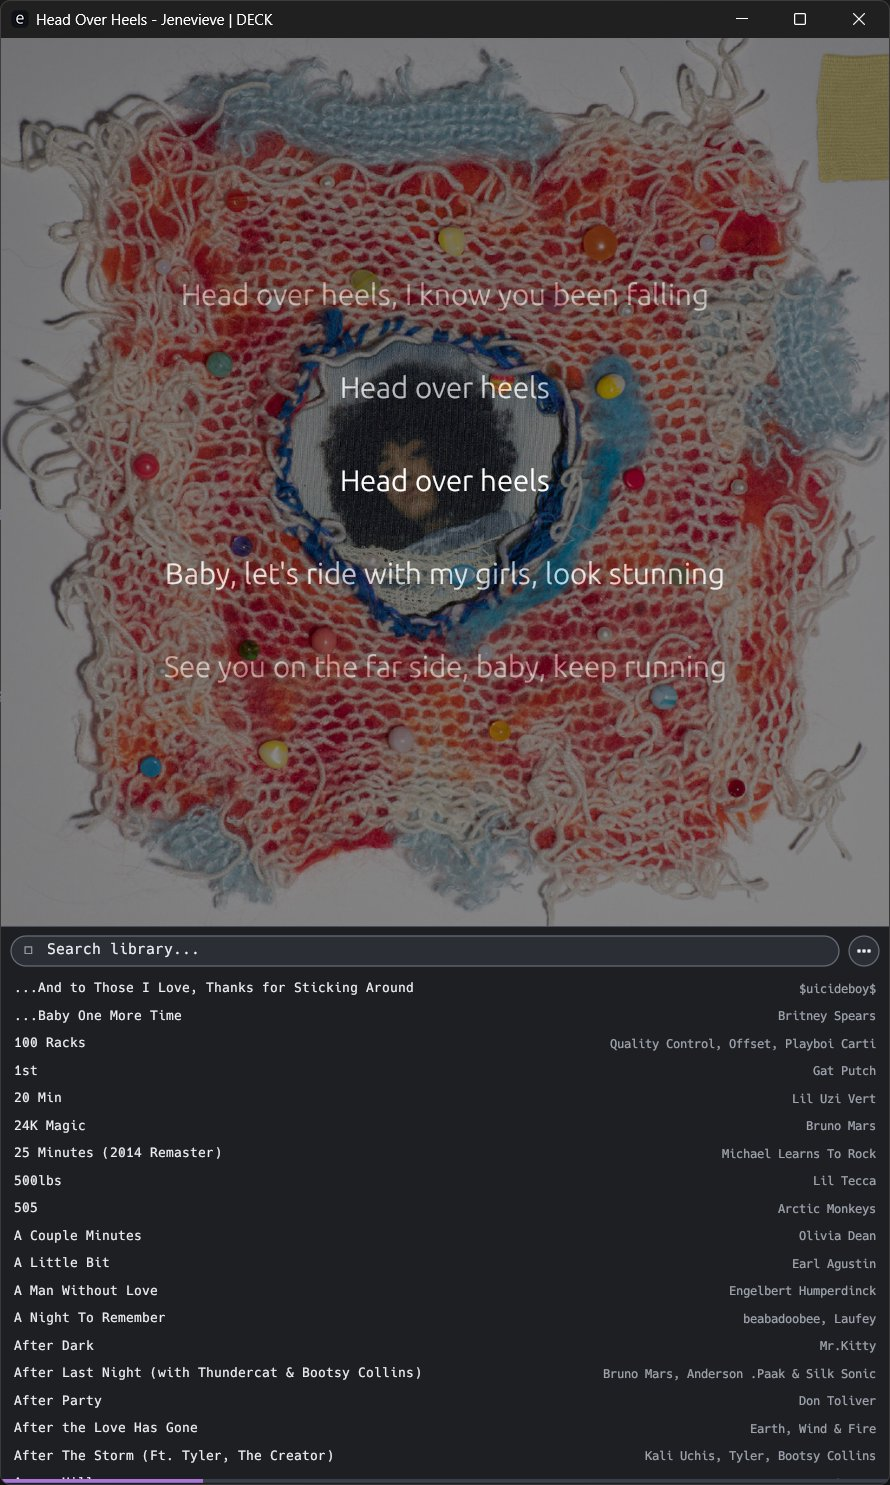 e Head Over Heels - Jenevieve | DECK
Head over heels, I know you been falling
Head over heels
Head over heels
Baby, let's ride with my girls, look stunning
See you on the far side, baby, keep running
Search library...
...And to Those I Love, Thanks for Sticking Around $uicideboy$
...Baby One More Time Britney Spears
100 Racks Quality Control, Offset, Playboi Carti
1st Gat Putch
20 Min Lil Uzi Vert
24K Magic Bruno Mars
25 Minutes (2014 Remaster) Michael Learns To Rock
500lbs Lil Tecca
505 Arctic Monkeys
A Couple Minutes Olivia Dean
A Little Bit Earl Agustin
A Man Without Love Engelbert Humperdinck
A Night To Remember beabadoobee, Laufey
After Dark Mr.Kitty
After Last Night (with Thundercat & Bootsy Collins) Bruno Mars, Anderson .Paak & Silk Sonic
After Party Don Toliver
After the Love Has Gone Earth, Wind & Fire
After The Storm (Ft. Tyler, The Creator) Kali Uchis, Tyler, Bootsy Collins